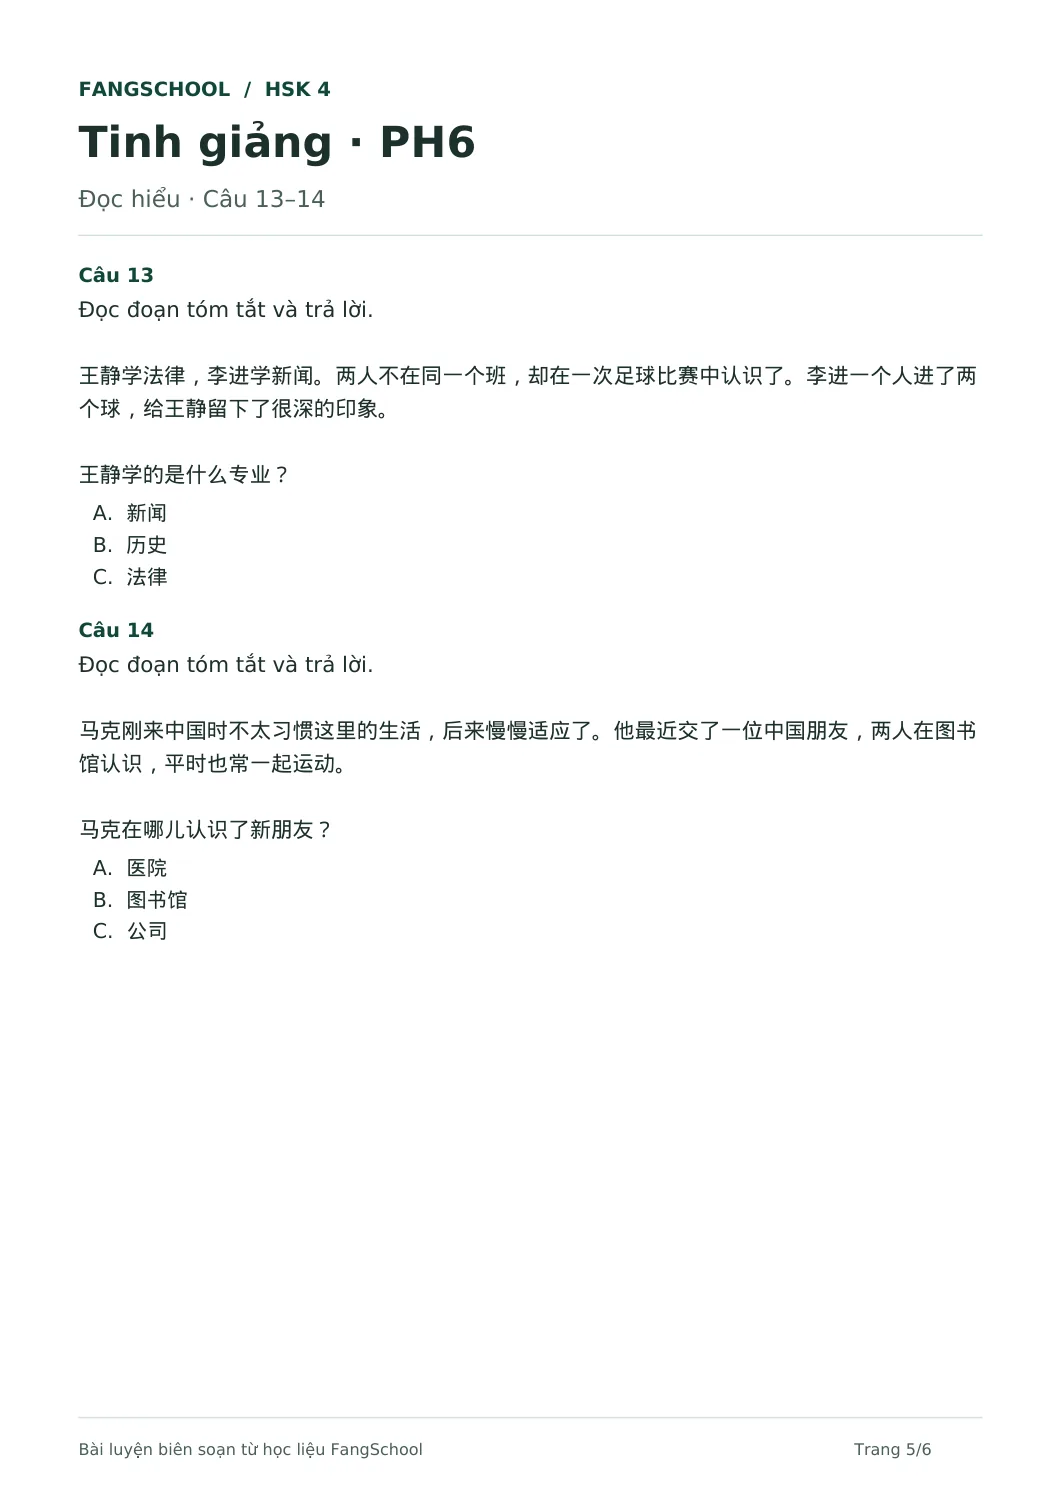 FANGSCHOOL / HSK 4
Tinh giảng · PH6
Đọc hiểu · Câu 13–14
Câu 13
Đọc đoạn tóm tắt và trả lời.
王静学法律，李进学新闻。两人不在同一个班，却在一次足球比赛中认识了。李进一个人进了两
个球，给王静留下了很深的印象。
王静学的是什么专业？
A. 新闻
B. 历史
C. 法律
Câu 14
Đọc đoạn tóm tắt và trả lời.
马克刚来中国时不太习惯这里的生活，后来慢慢适应了。他最近交了一位中国朋友，两人在图书
馆认识，平时也常一起运动。
马克在哪儿认识了新朋友？
A. 医院
B. 图书馆
C. 公司
Bài luyện biên soạn từ học liệu FangSchool
Trang 5/6